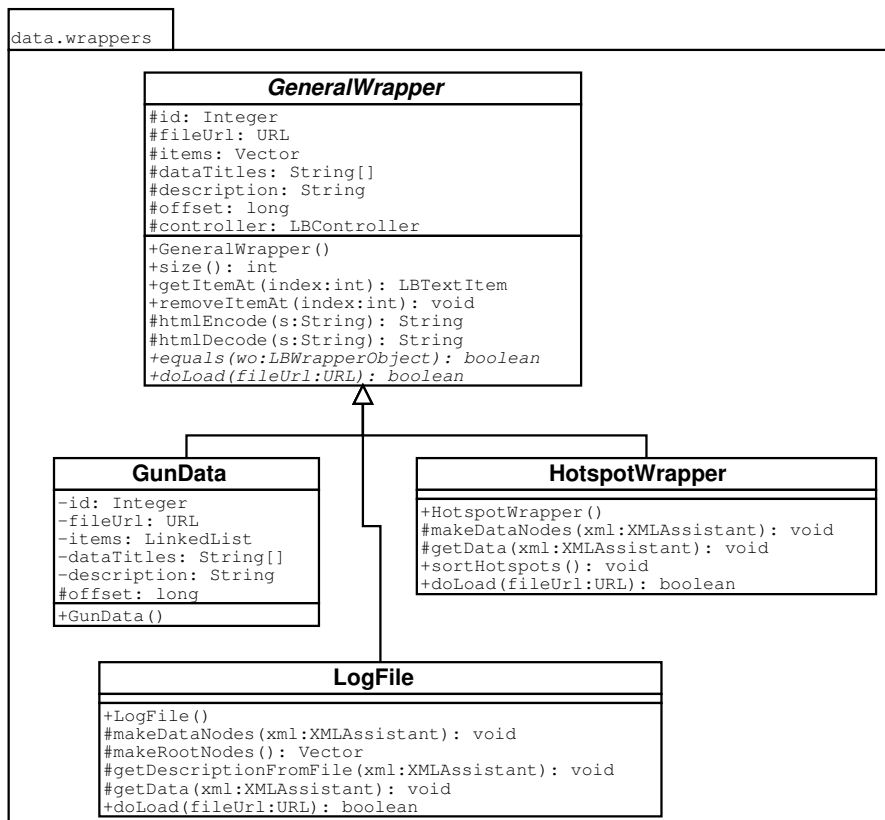 data.wrappers
GeneralWrapper
#id: Integer
#fileUrl: URL
#items: Vector
#dataTitles: String[]
#description: String
#offset: long
#controller: LBController
+GeneralWrapper()
+size(): int
+getItemAt(index:int): LBTextItem
+removeItemAt(index:int): void
#htmlEncode(s:String): String
#htmlDecode(s:String): String
+equals(wo:LBWrapperObject): boolean
+doLoad(fileUrl:URL): boolean
GunData
-id: Integer
-fileUrl: URL
-items: LinkedList
-dataTitles: String[]
-description: String
#offset: long
+GunData()
HotspotWrapper
+HotspotWrapper()
#makeDataNodes(xml:XMLAssistant): void
#getData(xml:XMLAssistant): void
+sortHotspots(): void
+doLoad(fileUrl:URL): boolean
LogFile
+LogFile()
#makeDataNodes(xml:XMLAssistant): void
#makeRootNodes(): Vector
#getDescriptionFromFile(xml:XMLAssistant): void
#getData(xml:XMLAssistant): void
+doLoad(fileUrl:URL): boolean